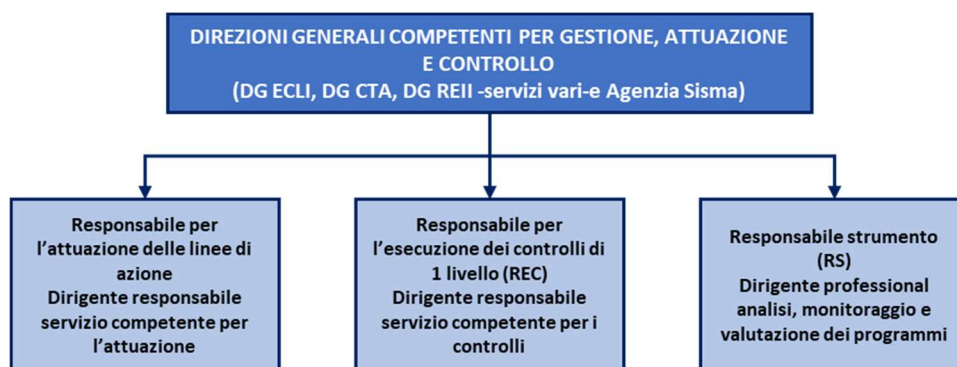 DIREZIONI GENERALI COMPETENTI PER GESTIONE, ATTUAZIONE
E CONTROLLO
(DG ECLI, DG CTA, DG REII -servizi vari-e Agenzia Sisma)
Responsabile per
l'attuazione delle linee di
azione
Dirigente responsabile
servizio competente per
l'attuazione
Responsabile per
l'esecuzione dei controlli di
1 livello (REC)
Dirigente responsabile
servizio competente per i
controlli
Responsabile strumento
(RS)
Dirigente professional
analisi, monitoraggio e
valutazione dei programmi